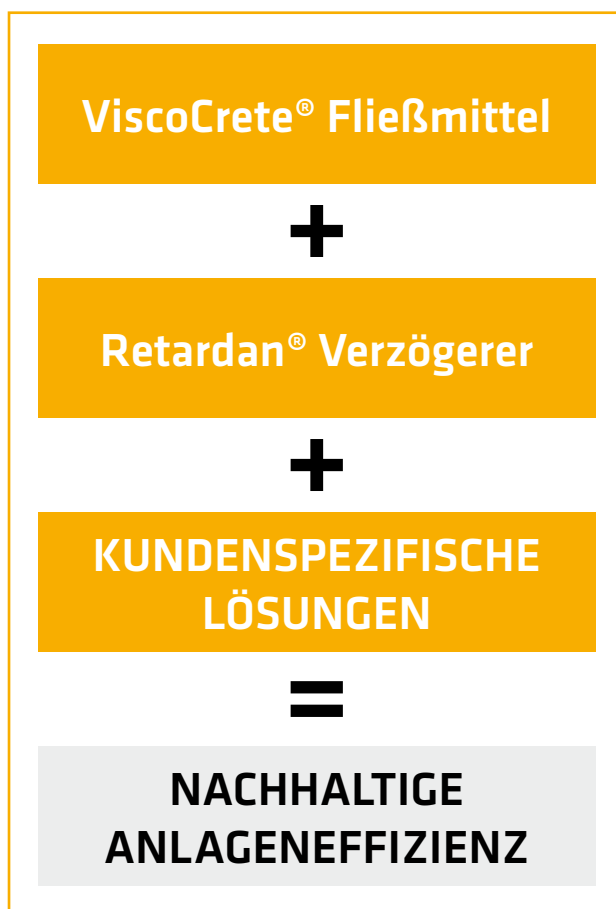 ViscoCrete® Fließmittel
+
Retardan® Verzögerer
+
KUNDENSPEZIFISCHE
LÖSUNGEN
=
NACHHALTIGE
ANLAGENEFFIZIENZ